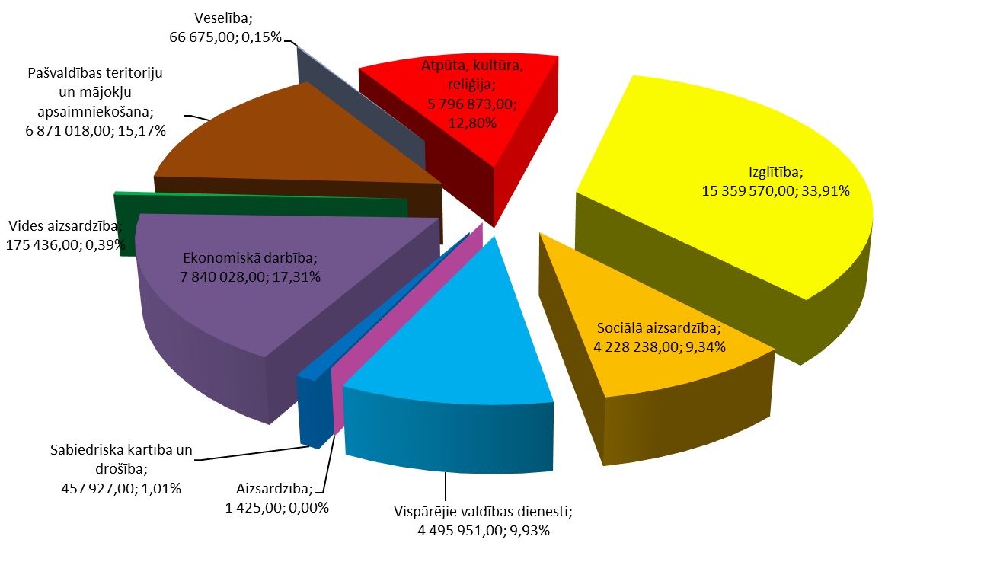 Veselība;
66 675,00; 0,15%
Atpūta, kultūra,
reliģija;
5 796 873,00;
12,80%
Pašvaldības teritoriju
un mājokļu
apsaimniekošana;
6 871 018,00; 15,17%
Izglītība;
15 359 570,00; 33,91%
Vides aizsardzība;
175 436,00; 0,39%
Ekonomiskā darbība;
7 840 028,00; 17,31%
Sociālā aizsardzība;
4 228 238,00; 9,34%
Sabiedriskā kārtība un
drošība;
457 927,00; 1,01%
Aizsardzība;
1 425,00; 0,00%
Vispārējie valdības dienesti;
4 495 951,00; 9,93%